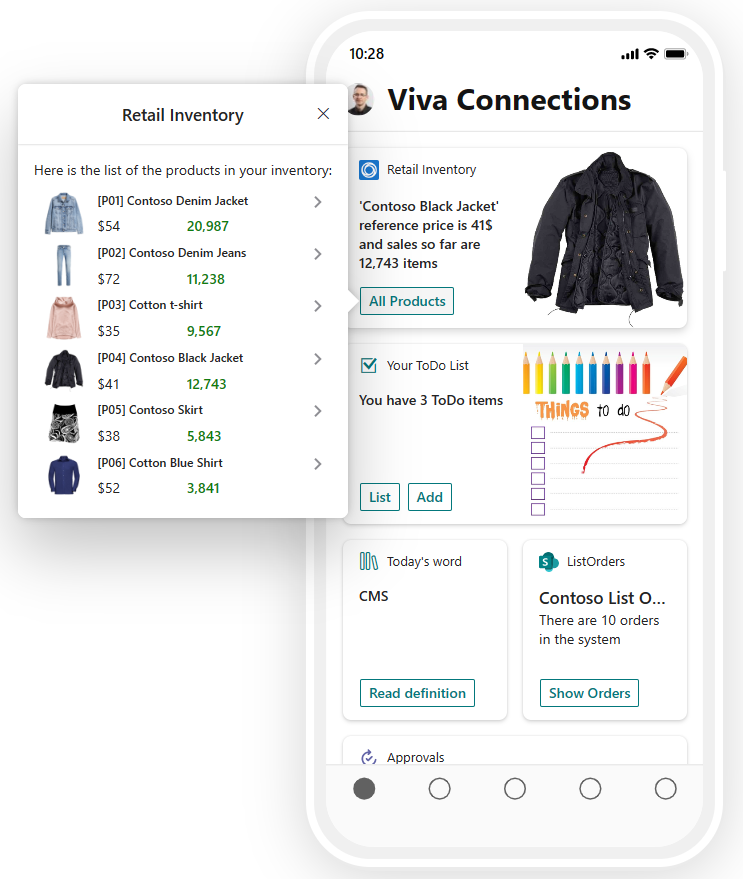 10:28
Viva Connections
Retail Inventory
Here is the list of the products in your inventory:
[P01] Contoso Denim Jacket
$54 20,987
[P02] Contoso Denim Jeans
$72 11,238
[P03] Cotton t-shirt
$35 9,567
[P04] Contoso Black Jacket
$41 12,743
[P05] Contoso Skirt
$38 5,843
[P06] Cotton Blue Shirt
$52 3,841
Retail Inventory
'Contoso Black Jacket'
reference price is 41$
and sales so far are
12,743 items
All Products
Your ToDo List
You have 3 ToDo items
THINGS to do
List Add
Today's word
CMS
Read definition
S
ListOrders
Contoso List O...
There are 10 orders
in the system
Show Orders
Approvals